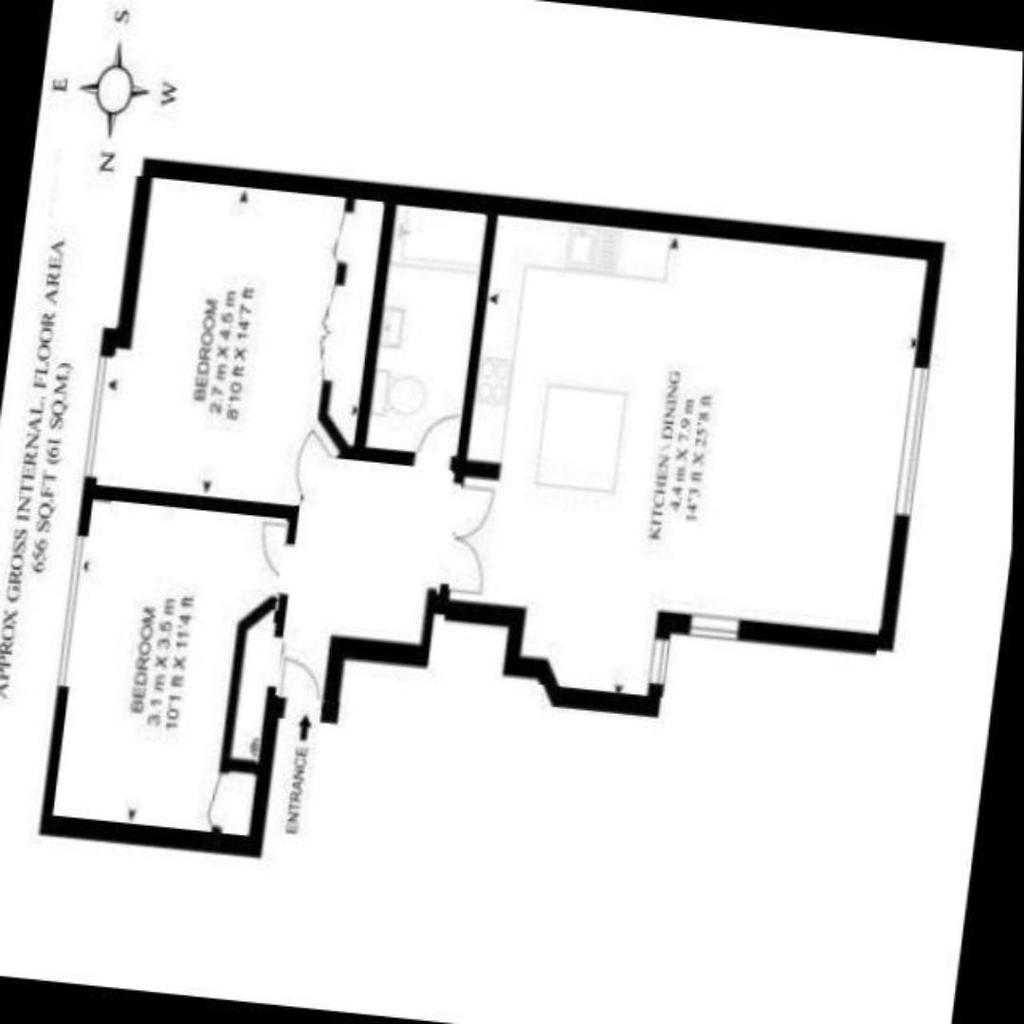 S
E
W
N
APPROX GROSS INTERNAL, FLOOR AREA
656 SQ.FT (61 SQ.M.)
BEDROOM
2.7 m X 4.5 m
8'10 ft X 14'7 ft
KITCHEN \ DINING
4.4 m X 7.9 m
14'3 ft X 25'8 ft
BEDROOM
3.1 m X 3.5 m
10'1 ft X 11'4 ft
ENTRANCE